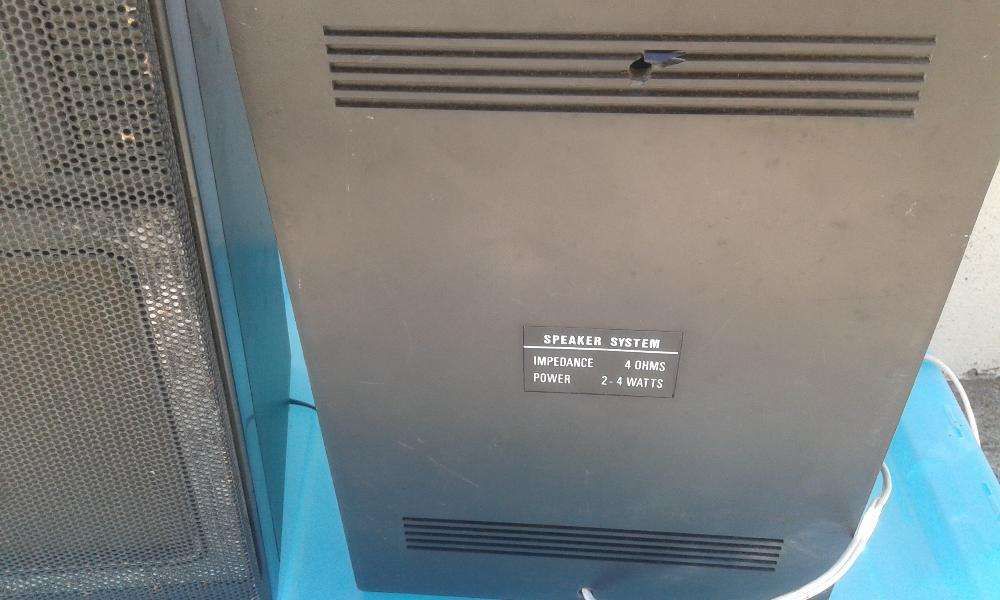 SPEAKER SYSTEM
IMPEDANCE 4 OHMS
POWER 2-4 WATTS